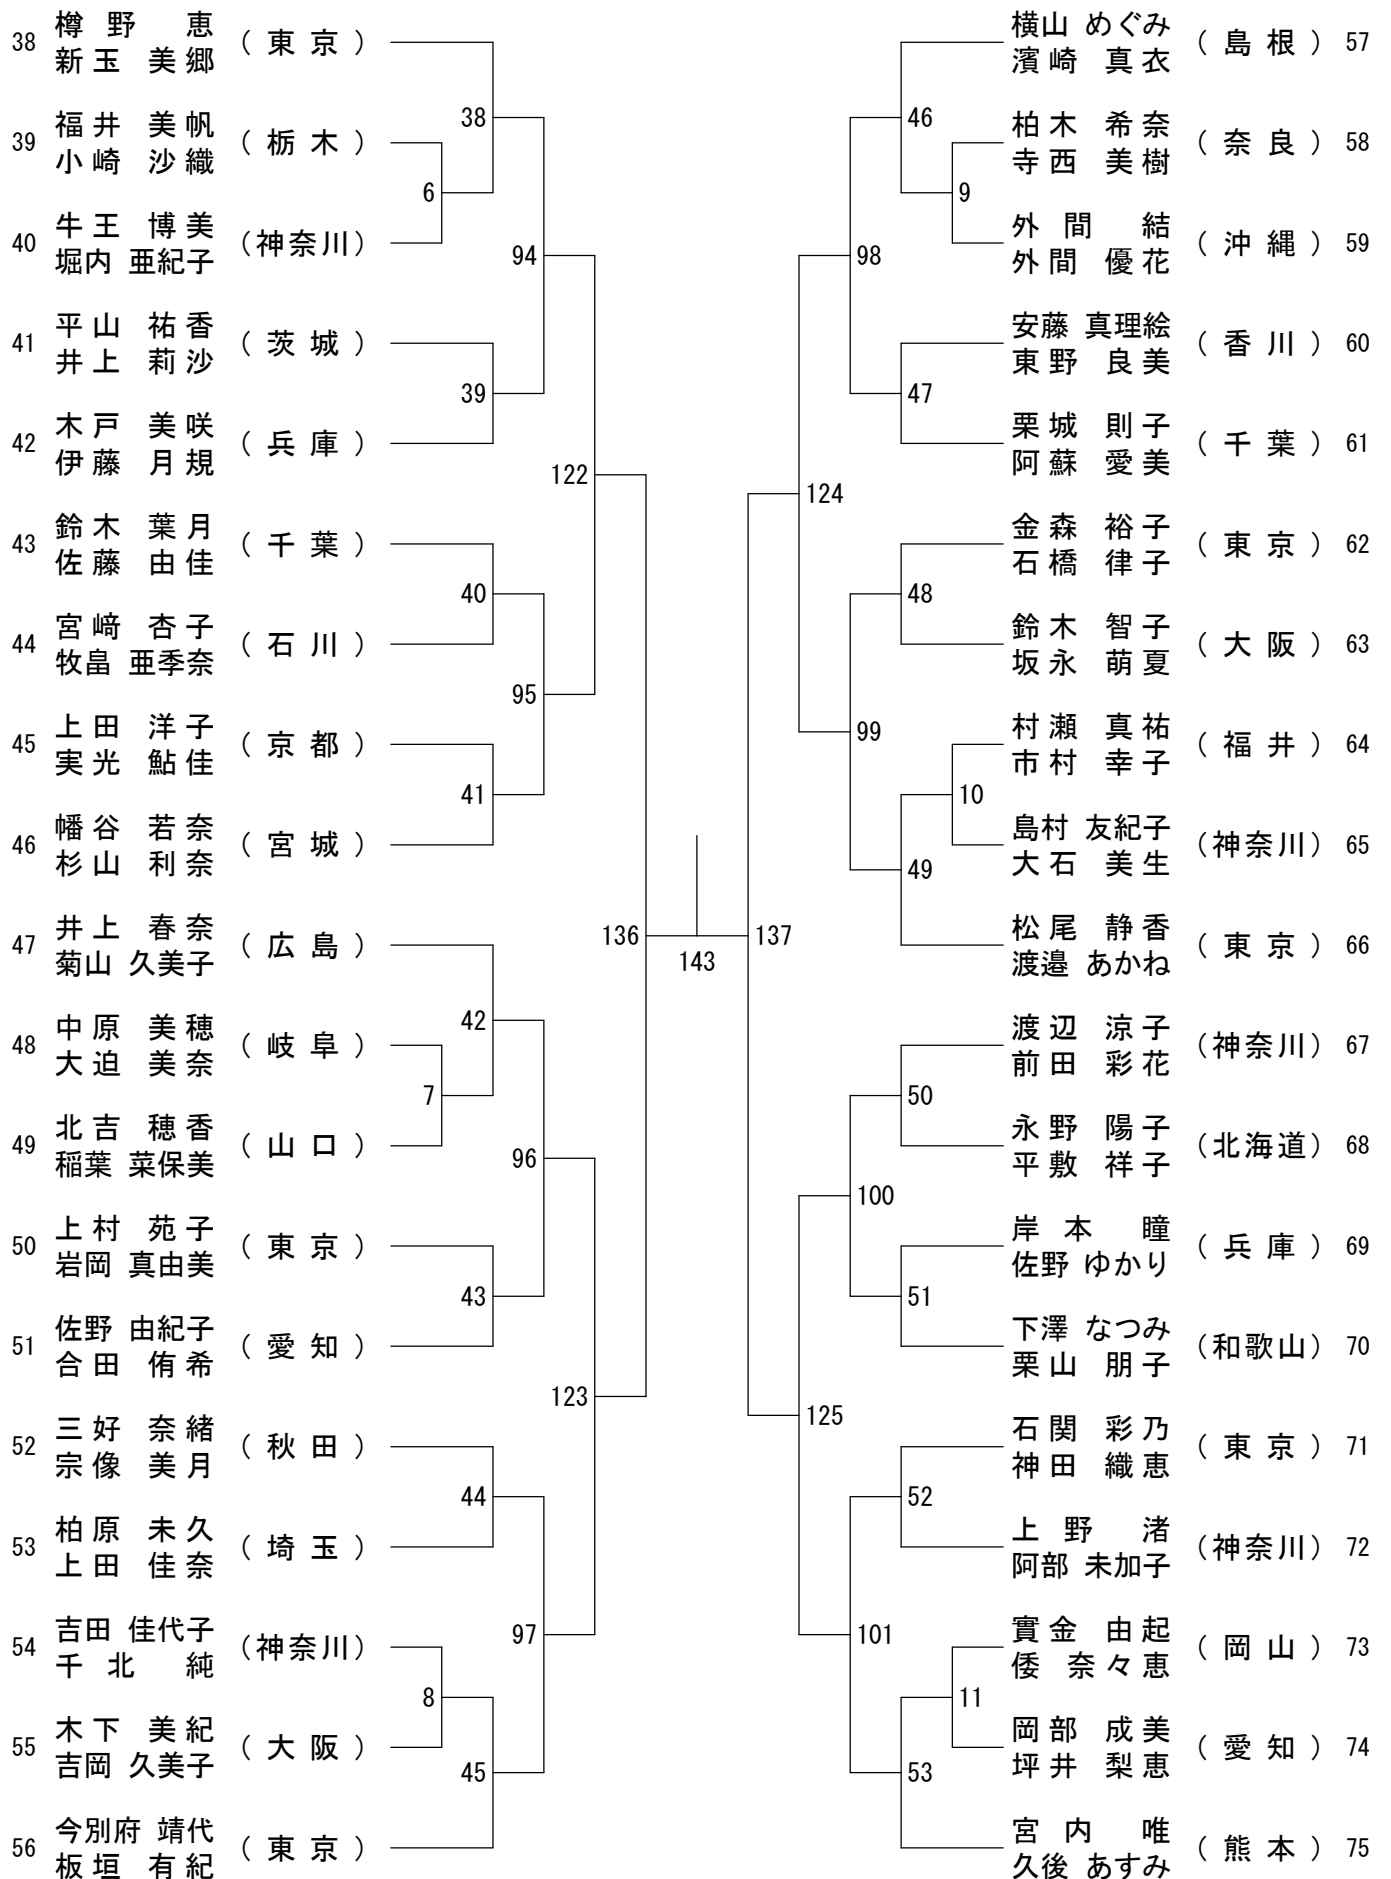 38 樽野 恵 (東京)
新玉 美郷
39 福井 美帆 (栃木)
小崎 沙織
40 牛王 博美 (神奈川)
堀内 亜紀子
41 平山 祐香 (茨城)
井上 莉沙
42 木戸 美咲 (兵庫)
伊藤 月規
43 鈴木 葉月 (千葉)
佐藤 由佳
44 宮﨑 杏子 (石川)
牧畠 亜季奈
45 上田 洋子 (京都)
実光 鮎佳
46 幡谷 若奈 (宮城)
杉山 利奈
47 井上 春奈 (広島)
菊山 久美子
48 中原 美穂 (岐阜)
大迫 美奈
49 北吉 穂香 (山口)
稲葉 菜保美
50 上村 苑子 (東京)
岩岡 真由美
51 佐野 由紀子 (愛知)
合田 侑希
52 三好 奈緒 (秋田)
宗像 美月
53 柏原 未久 (埼玉)
上田 佳奈
54 吉田 佳代子 (神奈川)
千北 純
55 木下 美紀 (大阪)
吉岡 久美子
56 今別府 靖代 (東京)
板垣 有紀
38
6
94
39
122
40
95
41
136
42
7
96
43
123
44
97
8
45
143
137
46
9
98
47
124
48
99
10
49
50
100
51
125
52
101
11
53
横山 めぐみ (島根) 57
濱崎 真衣
柏木 希奈 (奈良) 58
寺西 美樹
外間 結 (沖縄) 59
外間 優花
安藤 真理絵 (香川) 60
東野 良美
栗城 則子 (千葉) 61
阿蘇 愛美
金森 裕子 (東京) 62
石橋 律子
鈴木 智子 (大阪) 63
坂永 萌夏
村瀬 真祐 (福井) 64
市村 幸子
島村 友紀子 (神奈川) 65
大石 美生
松尾 静香 (東京) 66
渡邉 あかね
渡辺 涼子 (神奈川) 67
前田 彩花
永野 陽子 (北海道) 68
平敷 祥子
岸本 瞳 (兵庫) 69
佐野 ゆかり
下澤 なつみ (和歌山) 70
栗山 朋子
石関 彩乃 (東京) 71
神田 織恵
上野 渚 (神奈川) 72
阿部 未加子
實金 由起 (岡山) 73
倭 奈々恵
岡部 成美 (愛知) 74
坪井 梨恵
宮内 唯 (熊本) 75
久後 あすみ